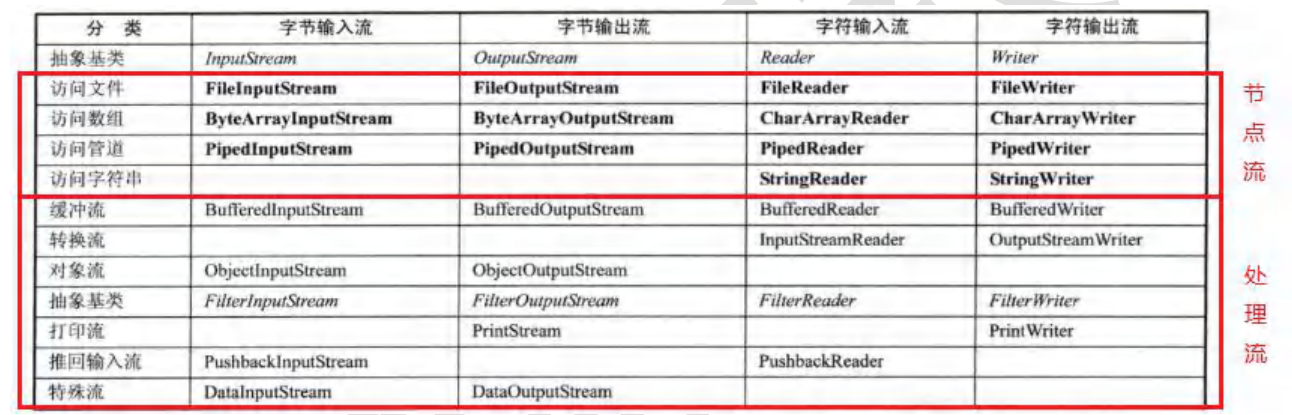 分 类 字节输入流 字节输出流 字符输入流 字符输出流
抽象基类 InputStream OutputStream Reader Writer
访问文件 FileInputStream FileOutputStream FileReader FileWriter
访问数组 ByteArrayInputStream ByteArrayOutputStream CharArrayReader CharArrayWriter
访问管道 PipedInputStream PipedOutputStream PipedReader PipedWriter
访问字符串 StringReader StringWriter
缓冲流 BufferedInputStream BufferedOutputStream BufferedReader BufferedWriter
转换流 InputStreamReader OutputStreamWriter
对象流 ObjectInputStream ObjectOutputStream
抽象基类 FilterInputStream FilterOutputStream FilterReader FilterWriter
打印流 PrintStream PrintWriter
推回输入流 PushbackInputStream PushbackReader
特殊流 DataInputStream DataOutputStream
节点流
处理流